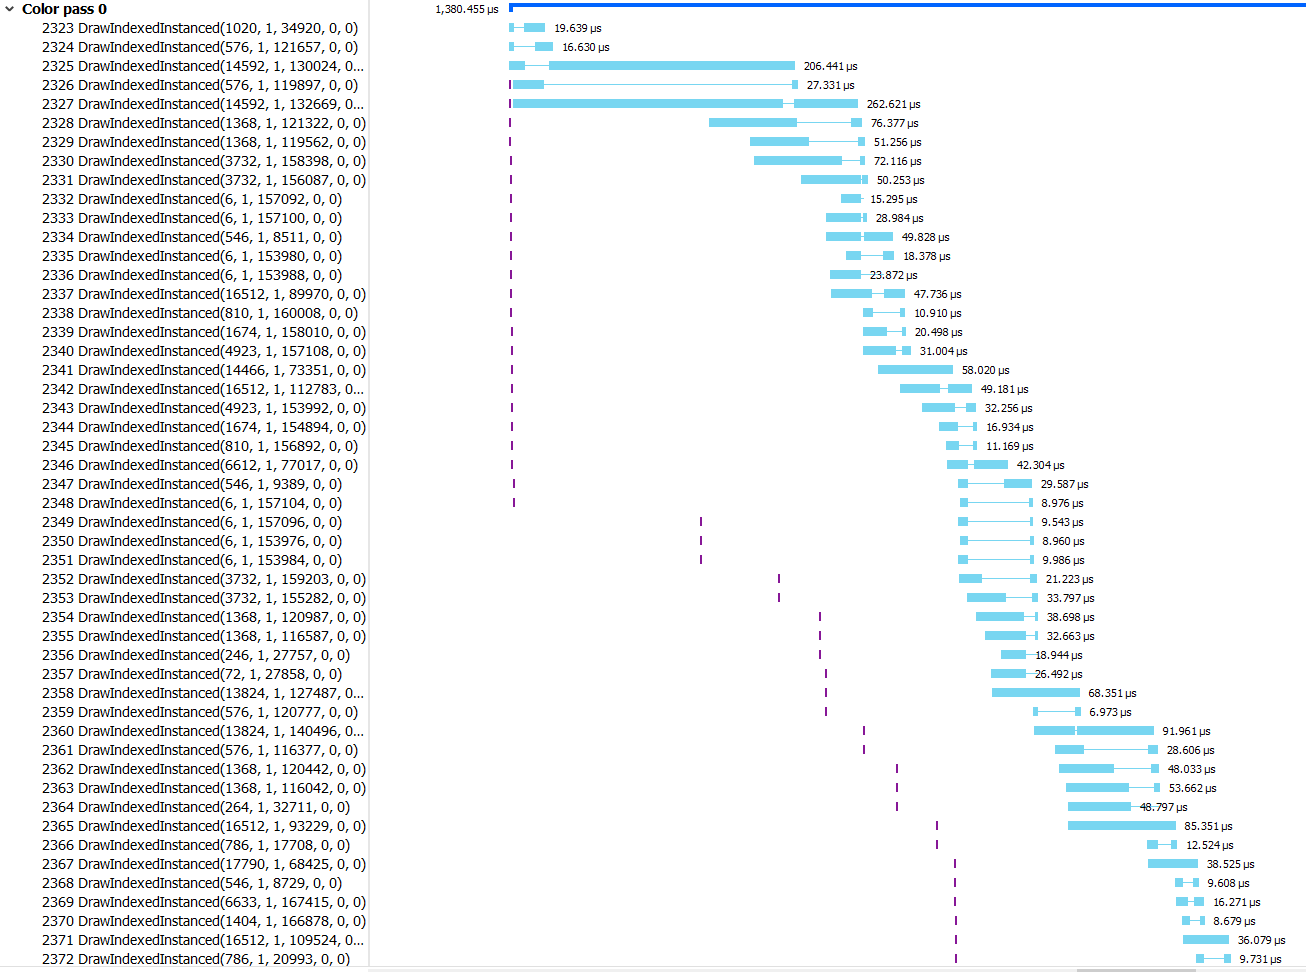 Color pass 0 1,380.455 µs
2323 DrawIndexedInstanced(1020, 1, 34920, 0, 0) 19.639 µs
2324 DrawIndexedInstanced(576, 1, 121657, 0, 0) 16.630 µs
2325 DrawIndexedInstanced(14592, 1, 130024, 0... 206.441 µs
2326 DrawIndexedInstanced(576, 1, 119897, 0, 0) 27.331 µs
2327 DrawIndexedInstanced(14592, 1, 132669, 0... 262.621 µs
2328 DrawIndexedInstanced(1368, 1, 121322, 0, 0) 76.377 µs
2329 DrawIndexedInstanced(1368, 1, 119562, 0, 0) 51.256 µs
2330 DrawIndexedInstanced(3732, 1, 158398, 0, 0) 72.116 µs
2331 DrawIndexedInstanced(3732, 1, 156087, 0, 0) 50.253 µs
2332 DrawIndexedInstanced(6, 1, 157092, 0, 0) 15.295 µs
2333 DrawIndexedInstanced(6, 1, 157100, 0, 0) 28.984 µs
2334 DrawIndexedInstanced(546, 1, 8511, 0, 0) 49.828 µs
2335 DrawIndexedInstanced(6, 1, 153980, 0, 0) 18.378 µs
2336 DrawIndexedInstanced(6, 1, 153988, 0, 0) 23.872 µs
2337 DrawIndexedInstanced(16512, 1, 89970, 0, 0) 47.736 µs
2338 DrawIndexedInstanced(810, 1, 160008, 0, 0) 10.910 µs
2339 DrawIndexedInstanced(1674, 1, 158010, 0, 0) 20.498 µs
2340 DrawIndexedInstanced(4923, 1, 157108, 0, 0) 31.004 µs
2341 DrawIndexedInstanced(14466, 1, 73351, 0, 0) 58.020 µs
2342 DrawIndexedInstanced(16512, 1, 112783, 0... 49.181 µs
2343 DrawIndexedInstanced(4923, 1, 153992, 0, 0) 32.256 µs
2344 DrawIndexedInstanced(1674, 1, 154894, 0, 0) 16.934 µs
2345 DrawIndexedInstanced(810, 1, 156892, 0, 0) 11.169 µs
2346 DrawIndexedInstanced(6612, 1, 77017, 0, 0) 42.304 µs
2347 DrawIndexedInstanced(546, 1, 9389, 0, 0) 29.587 µs
2348 DrawIndexedInstanced(6, 1, 157104, 0, 0) 8.976 µs
2349 DrawIndexedInstanced(6, 1, 157096, 0, 0) 9.543 µs
2350 DrawIndexedInstanced(6, 1, 153976, 0, 0) 8.960 µs
2351 DrawIndexedInstanced(6, 1, 153984, 0, 0) 9.986 µs
2352 DrawIndexedInstanced(3732, 1, 159203, 0, 0) 21.223 µs
2353 DrawIndexedInstanced(3732, 1, 155282, 0, 0) 33.797 µs
2354 DrawIndexedInstanced(1368, 1, 120987, 0, 0) 38.698 µs
2355 DrawIndexedInstanced(1368, 1, 116587, 0, 0) 32.663 µs
2356 DrawIndexedInstanced(246, 1, 27757, 0, 0) 18.944 µs
2357 DrawIndexedInstanced(72, 1, 27858, 0, 0) 26.492 µs
2358 DrawIndexedInstanced(13824, 1, 127487, 0... 68.351 µs
2359 DrawIndexedInstanced(576, 1, 120777, 0, 0) 6.973 µs
2360 DrawIndexedInstanced(13824, 1, 140496, 0... 91.961 µs
2361 DrawIndexedInstanced(576, 1, 116377, 0, 0) 28.606 µs
2362 DrawIndexedInstanced(1368, 1, 120442, 0, 0) 48.033 µs
2363 DrawIndexedInstanced(1368, 1, 116042, 0, 0) 53.662 µs
2364 DrawIndexedInstanced(264, 1, 32711, 0, 0) 48.797 µs
2365 DrawIndexedInstanced(16512, 1, 93229, 0, 0) 85.351 µs
2366 DrawIndexedInstanced(786, 1, 17708, 0, 0) 12.524 µs
2367 DrawIndexedInstanced(17790, 1, 68425, 0, 0) 38.525 µs
2368 DrawIndexedInstanced(546, 1, 8729, 0, 0) 9.608 µs
2369 DrawIndexedInstanced(6633, 1, 167415, 0, 0) 16.271 µs
2370 DrawIndexedInstanced(1404, 1, 166878, 0, 0) 8.679 µs
2371 DrawIndexedInstanced(16512, 1, 109524, 0... 36.079 µs
2372 DrawIndexedInstanced(786, 1, 20993, 0, 0) 9.731 µs